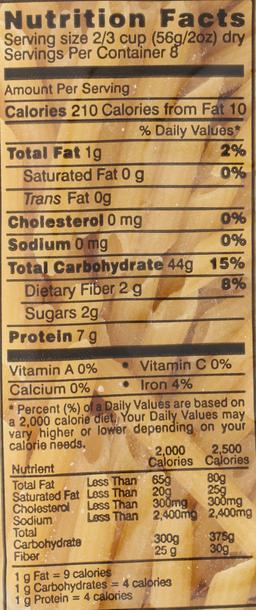 Nutrition Facts
Serving size 2/3 cup (56g/2oz) dry
Servings Per Container 8
Amount Per Serving
Calories 210 Calories from Fat 10
% Daily Values*
Total Fat 1g 2%
Saturated Fat 0 g 0%
Trans Fat 0g
Cholesterol 0 mg 0%
Sodium 0 mg 0%
Total Carbohydrate 44g 15%
Dietary Fiber 2 g 8%
Sugars 2g
Protein 7 g
Vitamin A 0% • Vitamin C 0%
Calcium 0% • Iron 4%
* Percent (%) of a Daily Values are based on
a 2,000 calorie diet. Your Daily Values may
vary higher or lower depending on your
calorie needs.
2,000 2,500
Nutrient Calories Calories
Total Fat Less Than 65g 80g
Saturated Fat Less Than 20g 25g
Cholesterol Less Than 300mg 300mg
Sodium Less Than 2,400mg 2,400mg
Total
Carbohydrate 300g 375g
Fiber 25 g 30g
1 g Fat = 9 calories
1 g Carbohydrates = 4 calories
1 g Protein = 4 calories